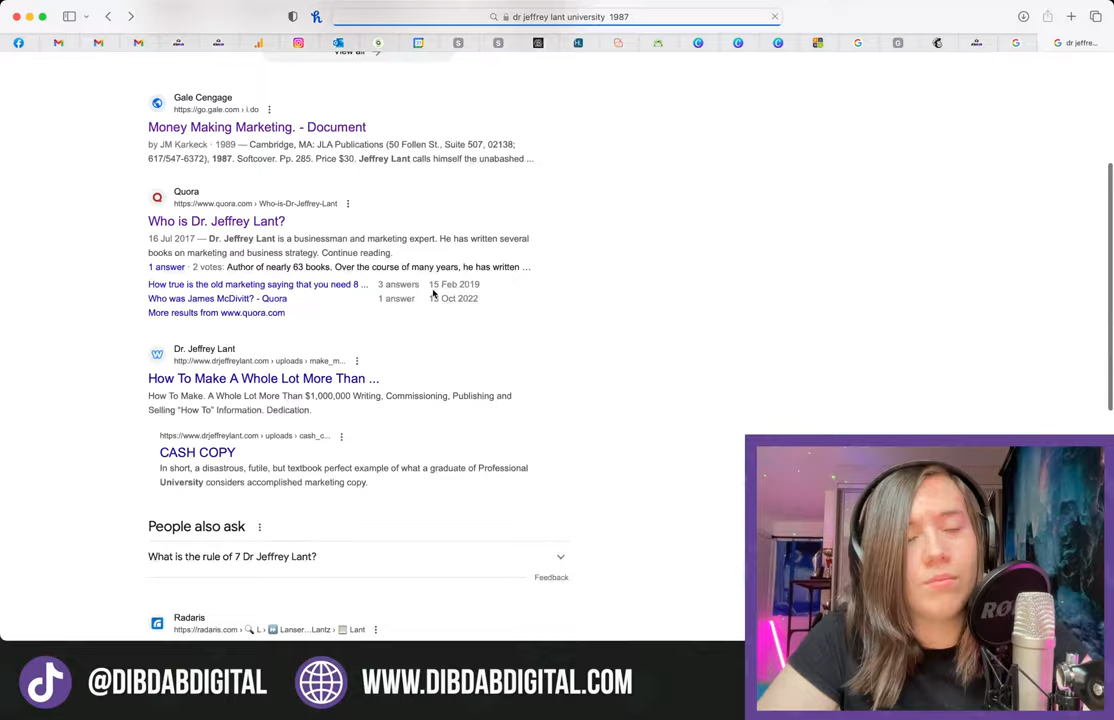 dr jeffrey lant university 1987
dr jeffre...
Gale Cengage
https://go.gale.com › i.do
Money Making Marketing. - Document
by JM Karkeck · 1989 — Cambridge, MA: JLA Publications (50 Follen St., Suite 507, 02138;
617/547-6372), 1987. Softcover. Pp. 285. Price $30. Jeffrey Lant calls himself the unabashed ...
Quora
https://www.quora.com › Who-is-Dr-Jeffrey-Lant
Who is Dr. Jeffrey Lant?
16 Jul 2017 — Dr. Jeffrey Lant is a businessman and marketing expert. He has written several
books on marketing and business strategy. Continue reading.
1 answer · 2 votes: Author of nearly 63 books. Over the course of many years, he has written ...
How true is the old marketing saying that you need 8 ... 3 answers 15 Feb 2019
Who was James McDivitt? - Quora 1 answer Oct 2022
More results from www.quora.com
Dr. Jeffrey Lant
http://www.drjeffreylant.com › uploads › make_m...
How To Make A Whole Lot More Than ...
How To Make. A Whole Lot More Than $1,000,000 Writing, Commissioning, Publishing and
Selling “How To” Information. Dedication.
https://www.drjeffreylant.com › uploads › cash_c...
CASH COPY
In short, a disastrous, futile, but textbook perfect example of what a graduate of Professional
University considers accomplished marketing copy.
People also ask
What is the rule of 7 Dr Jeffrey Lant?
Feedback
Radaris
https://radaris.com › L › Lanser...Lantz › Lant
RØDE
@DIBDABDIGITAL
WWW.DIBDABDIGITAL.COM